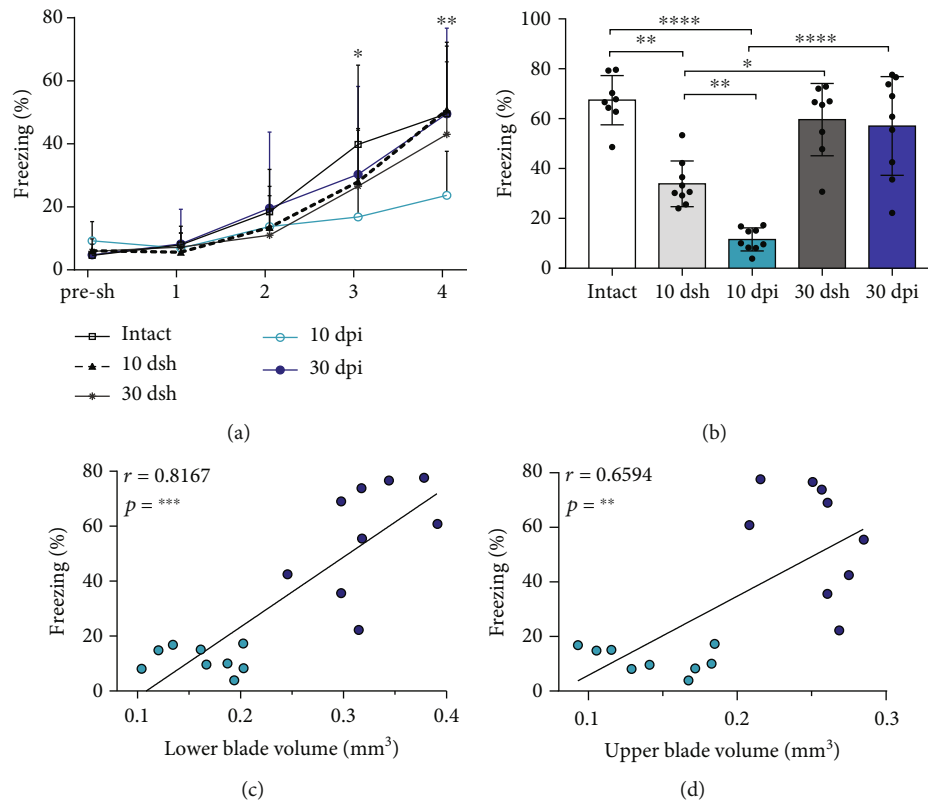 80
60
40
20
0
Freezing (%)
* **
pre-sh 1 2 3 4
Intact
10 dsh
30 dsh
10 dpi
30 dpi
(a)
100
80
60
40
20
0
Freezing (%)
****
** ****
*
**
Intact 10 dsh 10 dpi 30 dsh 30 dpi
(b)
80
60
40
20
0
Freezing (%)
r = 0.8167
p = ***
0.1 0.2 0.3 0.4
Lower blade volume (mm³)
(c)
80
60
40
20
0
Freezing (%)
r = 0.6594
p = **
0.1 0.2 0.3
Upper blade volume (mm³)
(d)